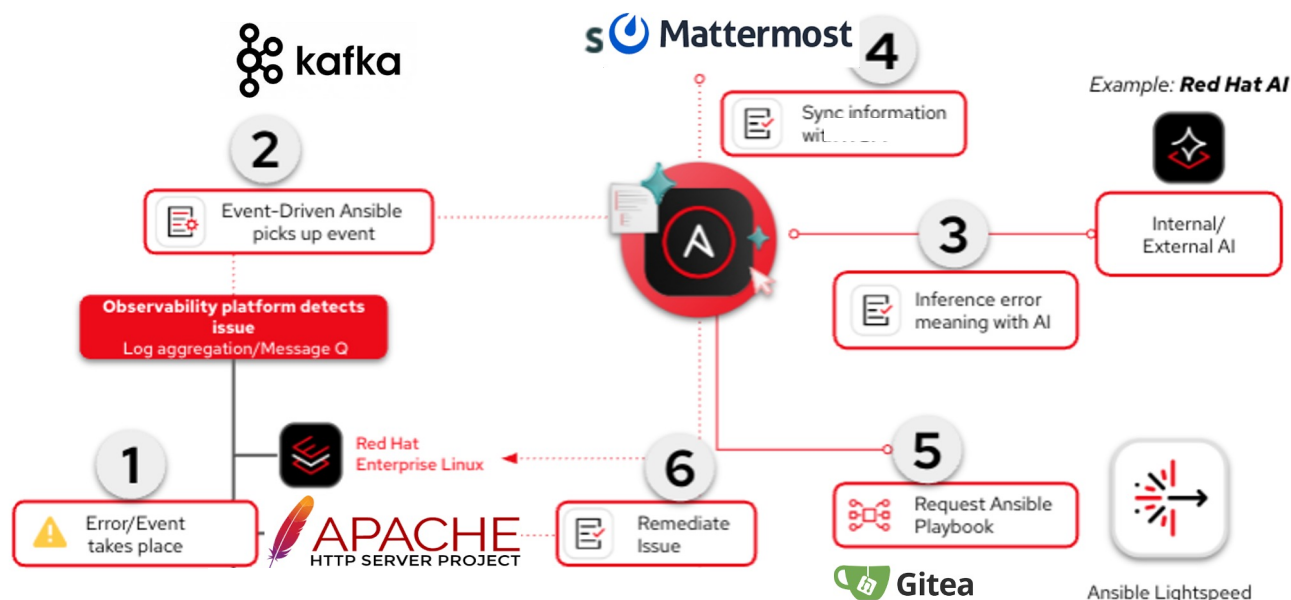 kafka
s Mattermost
4
Sync information
Example: Red Hat AI
2
Event-Driven Ansible
picks up event
3
Internal/
External AI
Inference error
meaning with AI
Observability platform detects
issue
Log aggregation/Message Q
1
Red Hat
Enterprise Linux
6
5
Error/Event
takes place
APACHE
HTTP SERVER PROJECT
Remediate
Issue
Request Ansible
Playbook
Gitea
Ansible Lightspeed